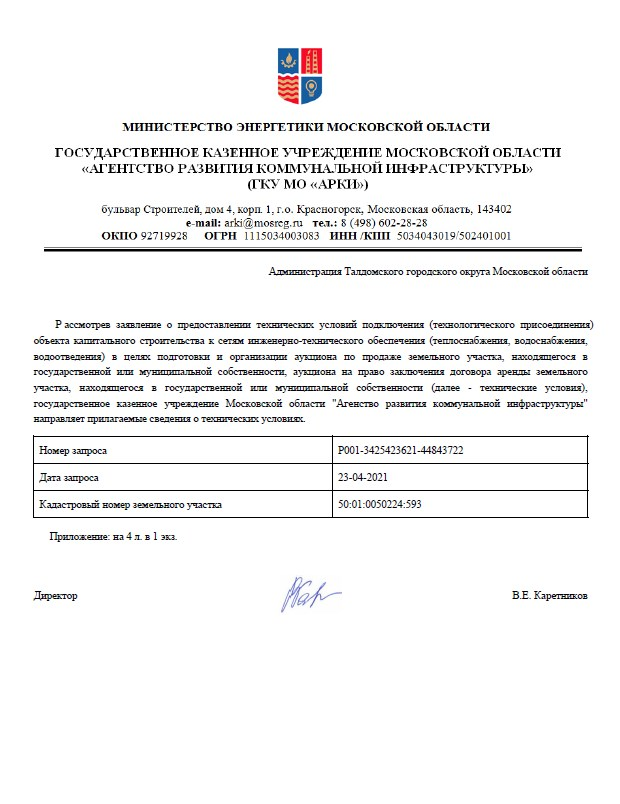 МИНИСТЕРСТВО ЭНЕРГЕТИКИ МОСКОВСКОЙ ОБЛАСТИ
ГОСУДАРСТВЕННОЕ КАЗЕННОЕ УЧРЕЖДЕНИЕ МОСКОВСКОЙ ОБЛАСТИ
«АГЕНТСТВО РАЗВИТИЯ КОММУНАЛЬНОЙ ИНФРАСТРУКТУРЫ»
(ГКУ МО «АРКИ»)
бульвар Строителей, дом 4, корп. 1, г.о. Красногорск, Московская область, 143402
e-mail: arki@mosreg.ru тел.: 8 (498) 602-28-28
ОКПО 92719928 ОГРН 1115034003083 ИНН /КПП 5034043019/502401001
Администрация Талдомского городского округа Московской области
Р ассмотрев заявление о предоставлении технических условий подключения (технологического присоединения)
объекта капитального строительства к сетям инженерно-технического обеспечения (теплоснабжения, водоснабжения,
водоотведения) в целях подготовки и организации аукциона по продаже земельного участка, находящегося в
государственной или муниципальной собственности, аукциона на право заключения договора аренды земельного
участка, находящегося в государственной или муниципальной собственности (далее - технические условия),
государственное казенное учреждение Московской области "Агенство развития коммунальной инфраструктуры"
направляет прилагаемые сведения о технических условиях.
Номер запроса P001-3425423621-44843722
Дата запроса 23-04-2021
Кадастровый номер земельного участка 50:01:0050224:593
Приложение: на 4 л. в 1 экз.
Директор В.Е. Каретников